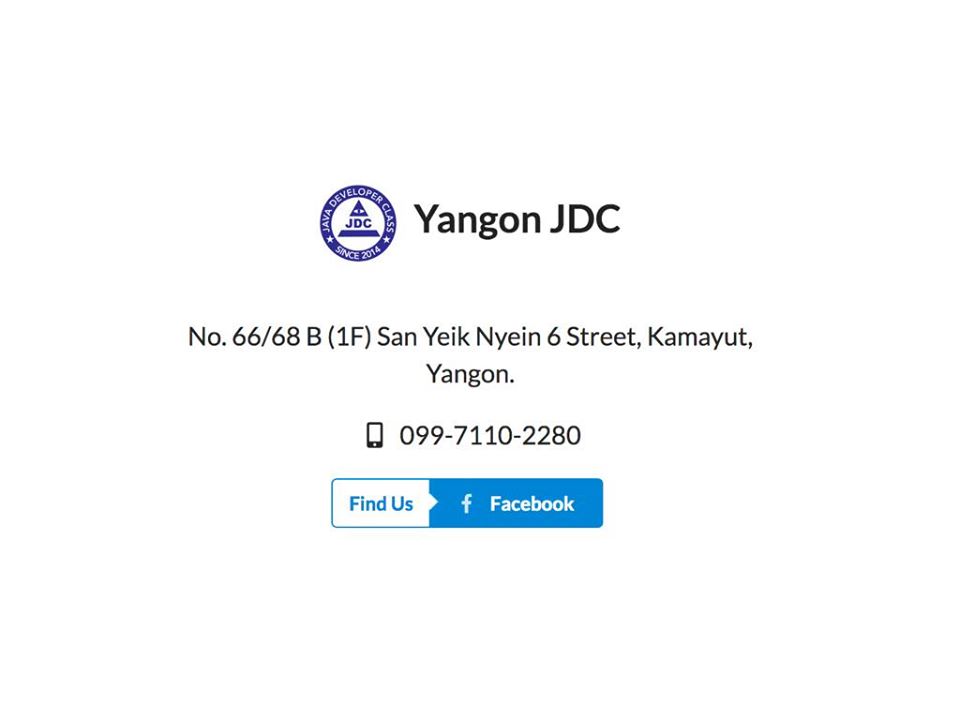 JAVA DEVELOPER CLASS
JDC
SINCE 2014
Yangon JDC
No. 66/68 B (1F) San Yeik Nyein 6 Street, Kamayut,
Yangon.
099-7110-2280
Find Us
Facebook